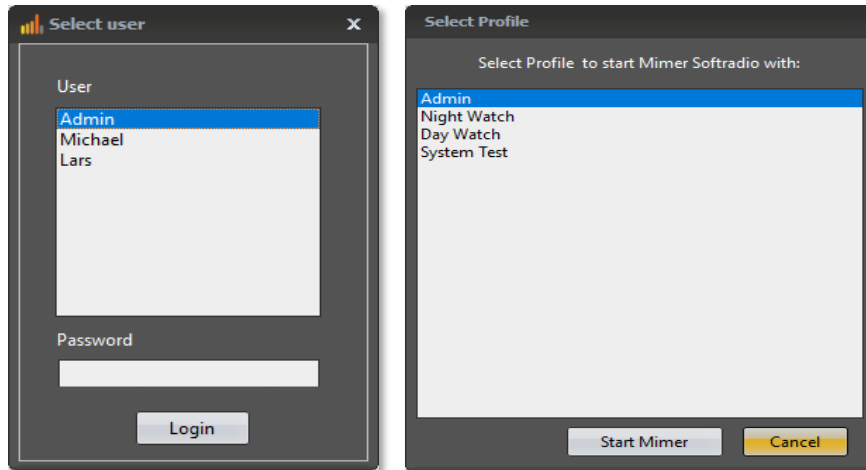 Select user
x
User
Admin
Michael
Lars
Password
Login
Select Profile
Select Profile to start Mimer Softradio with:
Admin
Night Watch
Day Watch
System Test
Start Mimer
Cancel